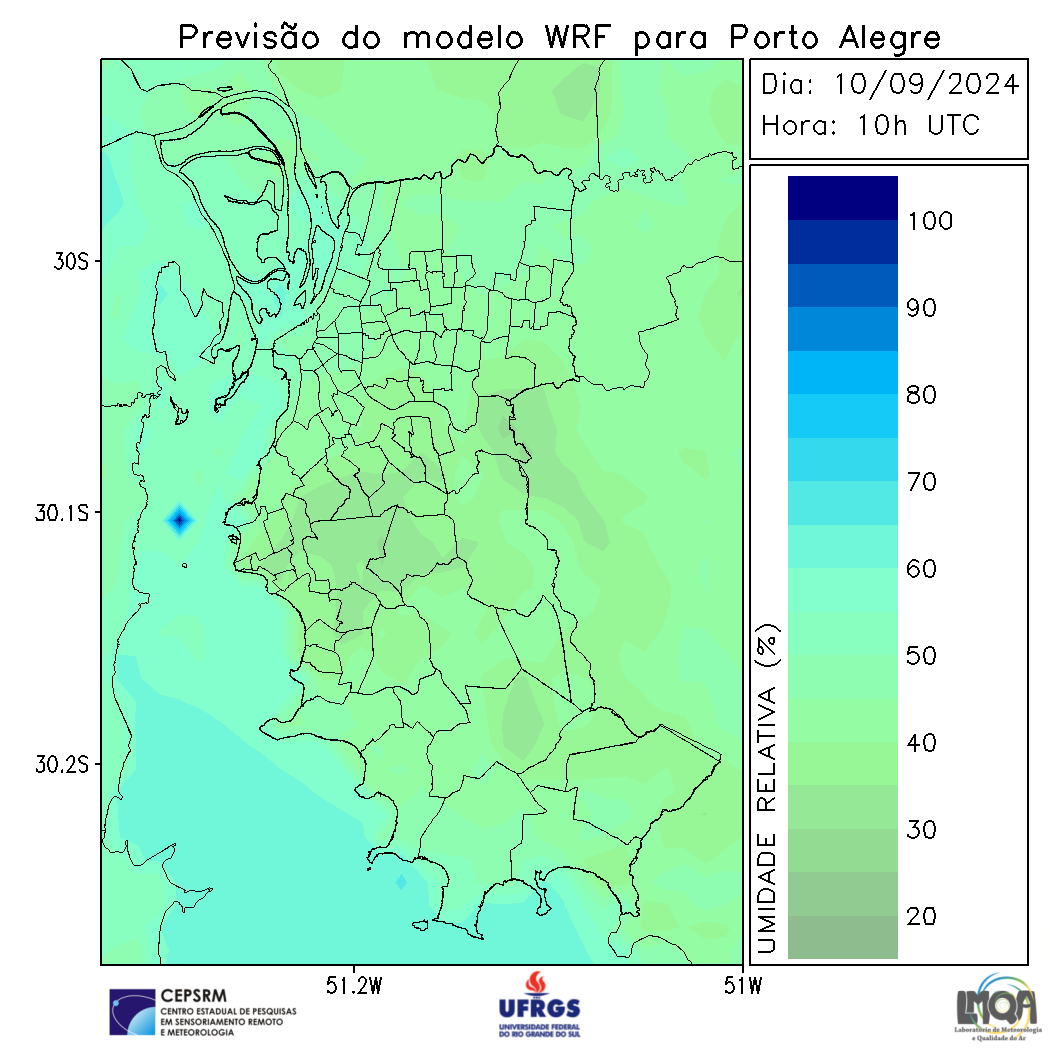 Previsão do modelo WRF para Porto Alegre
Dia: 10/09/2024
Hora: 10h UTC
30S
30.1S
30.2S
51.2W
51W
100
90
80
70
60
50
40
30
20
UMIDADE RELATIVA (%)
CEPSRM
CENTRO ESTADUAL DE PESQUISAS
EM SENSORIAMENTO REMOTO
E METEOROLOGIA
UFRGS
UNIVERSIDADE FEDERAL
DO RIO GRANDE DO SUL
LMQA
Laboratório de Meteorologia
e Qualidade do Ar